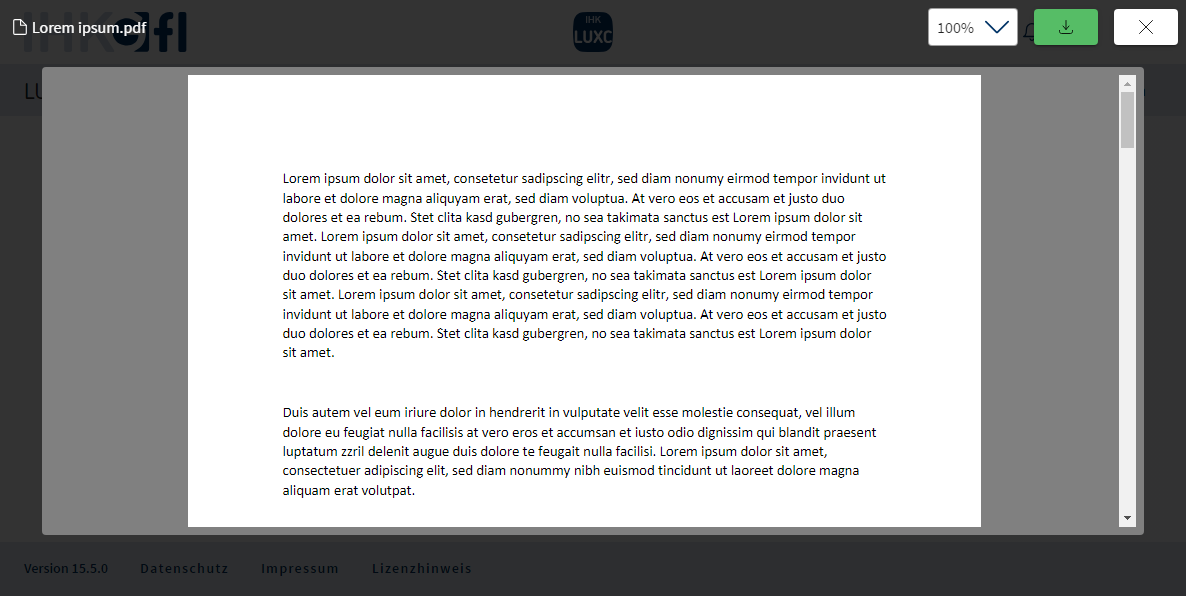 Lorem ipsum.pdf
IHK dfl
IHK
LUXC
100%
LU
Lorem ipsum dolor sit amet, consetetur sadipscing elitr, sed diam nonumy eirmod tempor invidunt ut
labore et dolore magna aliquyam erat, sed diam voluptua. At vero eos et accusam et justo duo
dolores et ea rebum. Stet clita kasd gubergren, no sea takimata sanctus est Lorem ipsum dolor sit
amet. Lorem ipsum dolor sit amet, consetetur sadipscing elitr, sed diam nonumy eirmod tempor
invidunt ut labore et dolore magna aliquyam erat, sed diam voluptua. At vero eos et accusam et justo
duo dolores et ea rebum. Stet clita kasd gubergren, no sea takimata sanctus est Lorem ipsum dolor
sit amet. Lorem ipsum dolor sit amet, consetetur sadipscing elitr, sed diam nonumy eirmod tempor
invidunt ut labore et dolore magna aliquyam erat, sed diam voluptua. At vero eos et accusam et justo
duo dolores et ea rebum. Stet clita kasd gubergren, no sea takimata sanctus est Lorem ipsum dolor
sit amet.
Duis autem vel eum iriure dolor in hendrerit in vulputate velit esse molestie consequat, vel illum
dolore eu feugiat nulla facilisis at vero eros et accumsan et iusto odio dignissim qui blandit praesent
luptatum zzril delenit augue duis dolore te feugait nulla facilisi. Lorem ipsum dolor sit amet,
consectetuer adipiscing elit, sed diam nonummy nibh euismod tincidunt ut laoreet dolore magna
aliquam erat volutpat.
Version 15.5.0 Datenschutz Impressum Lizenzhinweis